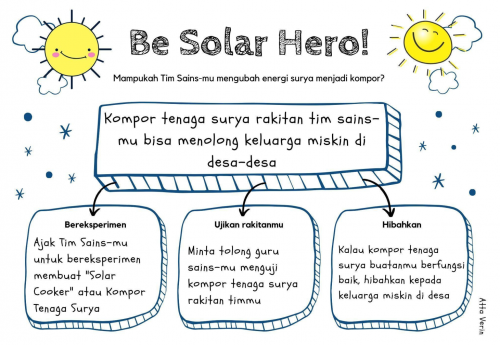 Be Solar Hero!
Mampukah Tim Sains-mu mengubah energi surya menjadi kompor?
Kompor tenaga surya rakitan tim sains-
mu bisa menolong keluarga miskin di
desa-desa
Bereksperimen
Ajak Tim Sains-mu
untuk bereksperimen
membuat "Solar
Cooker" atau Kompor
Tenaga Surya
Ujikan rakitanmu
Minta tolong guru
sains-mu menguji
kompor tenaga surya
rakitan timmu
Hibahkan
Kalau kompor tenaga
surya buatanmu berfungsi
baik, hibahkan kepada
keluarga miskin di desa
Atta Verin